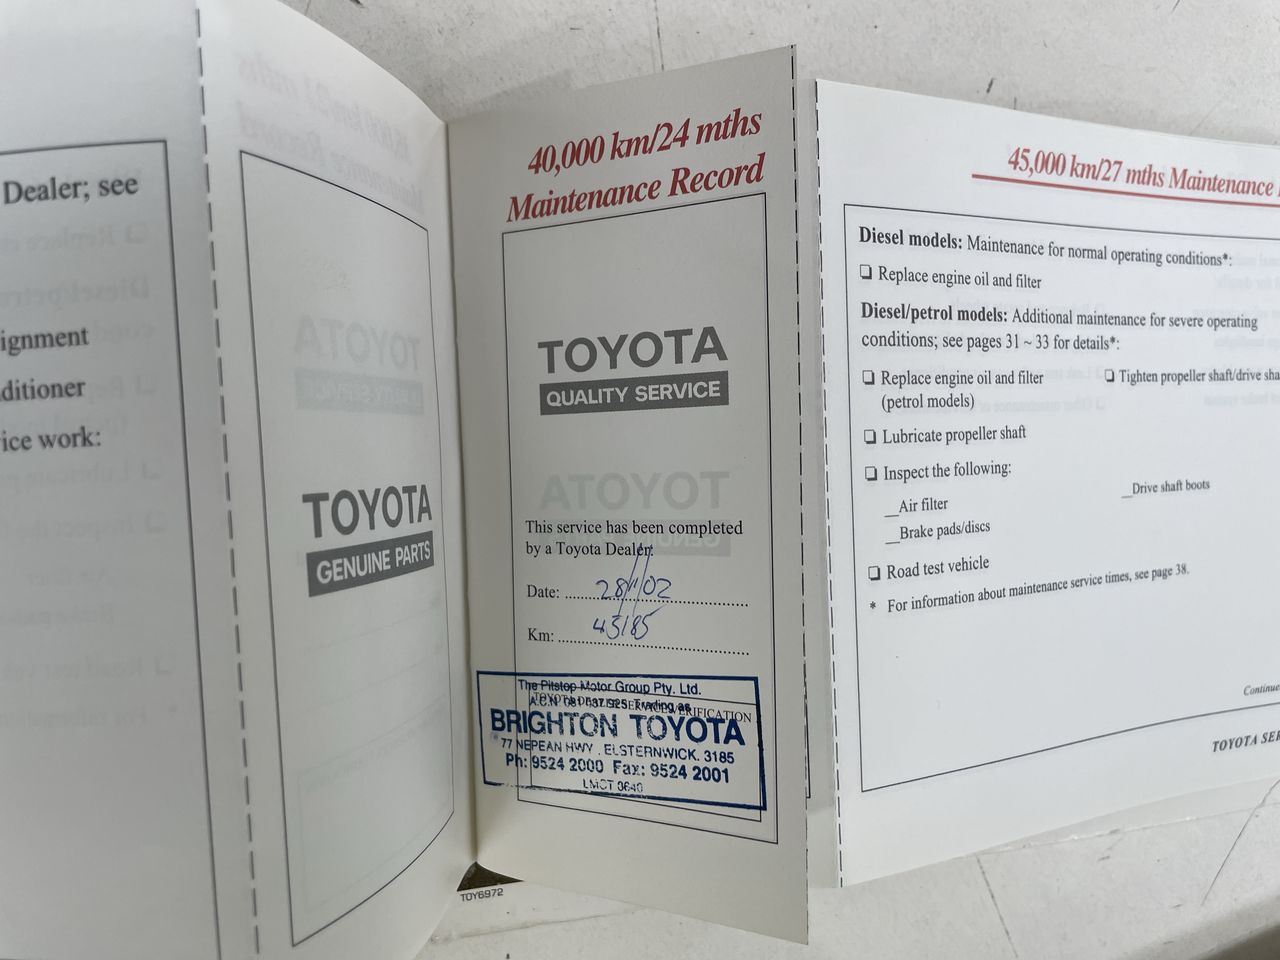 Dealer; see
ignment
ditioner
ice work:
TOYOTA
GENUINE PARTS
40,000 km/24 mths
Maintenance Record
TOYOTA
QUALITY SERVICE
This service has been completed
by a Toyota Dealer:
Date: 28/11/02
Km: 43185
The Pitstop Motor Group Pty. Ltd.
Trading as
BRIGHTON TOYOTA
77 NEPEAN HWY . ELSTERNWICK. 3185
Ph: 9524 2000 Fax: 9524 2001
LMCT 8640
TOY6972
45,000 km/27 mths Maintenance
Diesel models: Maintenance for normal operating conditions*:
❏ Replace engine oil and filter
Diesel/petrol models: Additional maintenance for severe operating
conditions; see pages 31 ~ 33 for details*:
❏ Replace engine oil and filter
(petrol models)
❏ Tighten propeller shaft/drive sha
❏ Lubricate propeller shaft
❏ Inspect the following:
__Air filter
__Drive shaft boots
__Brake pads/discs
❏ Road test vehicle
* For information about maintenance service times, see page 38.
Continue
TOYOTA SER